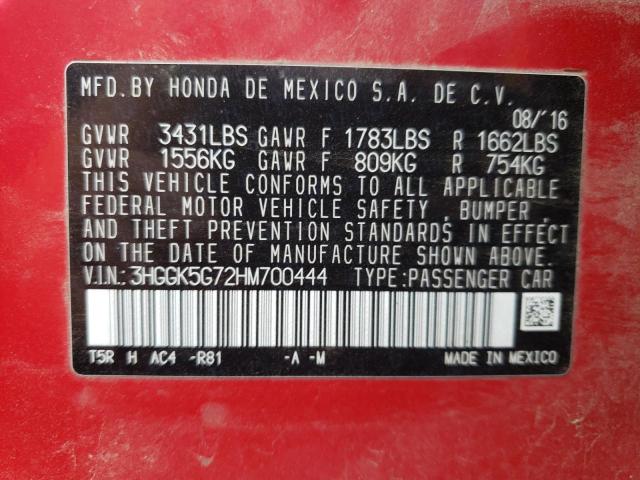 MFD.BY HONDA DE MEXICO S.A. DE C.V.
08/'16
GVWR 3431LBS GAWR F 1783LBS R 1662LBS
GVWR 1556KG GAWR F 809KG R 754KG
THIS VEHICLE CONFORMS TO ALL APPLICABLE
FEDERAL MOTOR VEHICLE SAFETY , BUMPER ,
AND THEFT PREVENTION STANDARDS IN EFFECT
ON THE DATE OF MANUFACTURE SHOWN ABOVE.
V.I.N.: 3HGGK5G72HM700444 TYPE:PASSENGER CAR
T5R H AC4 -R81 -A -M MADE IN MEXICO